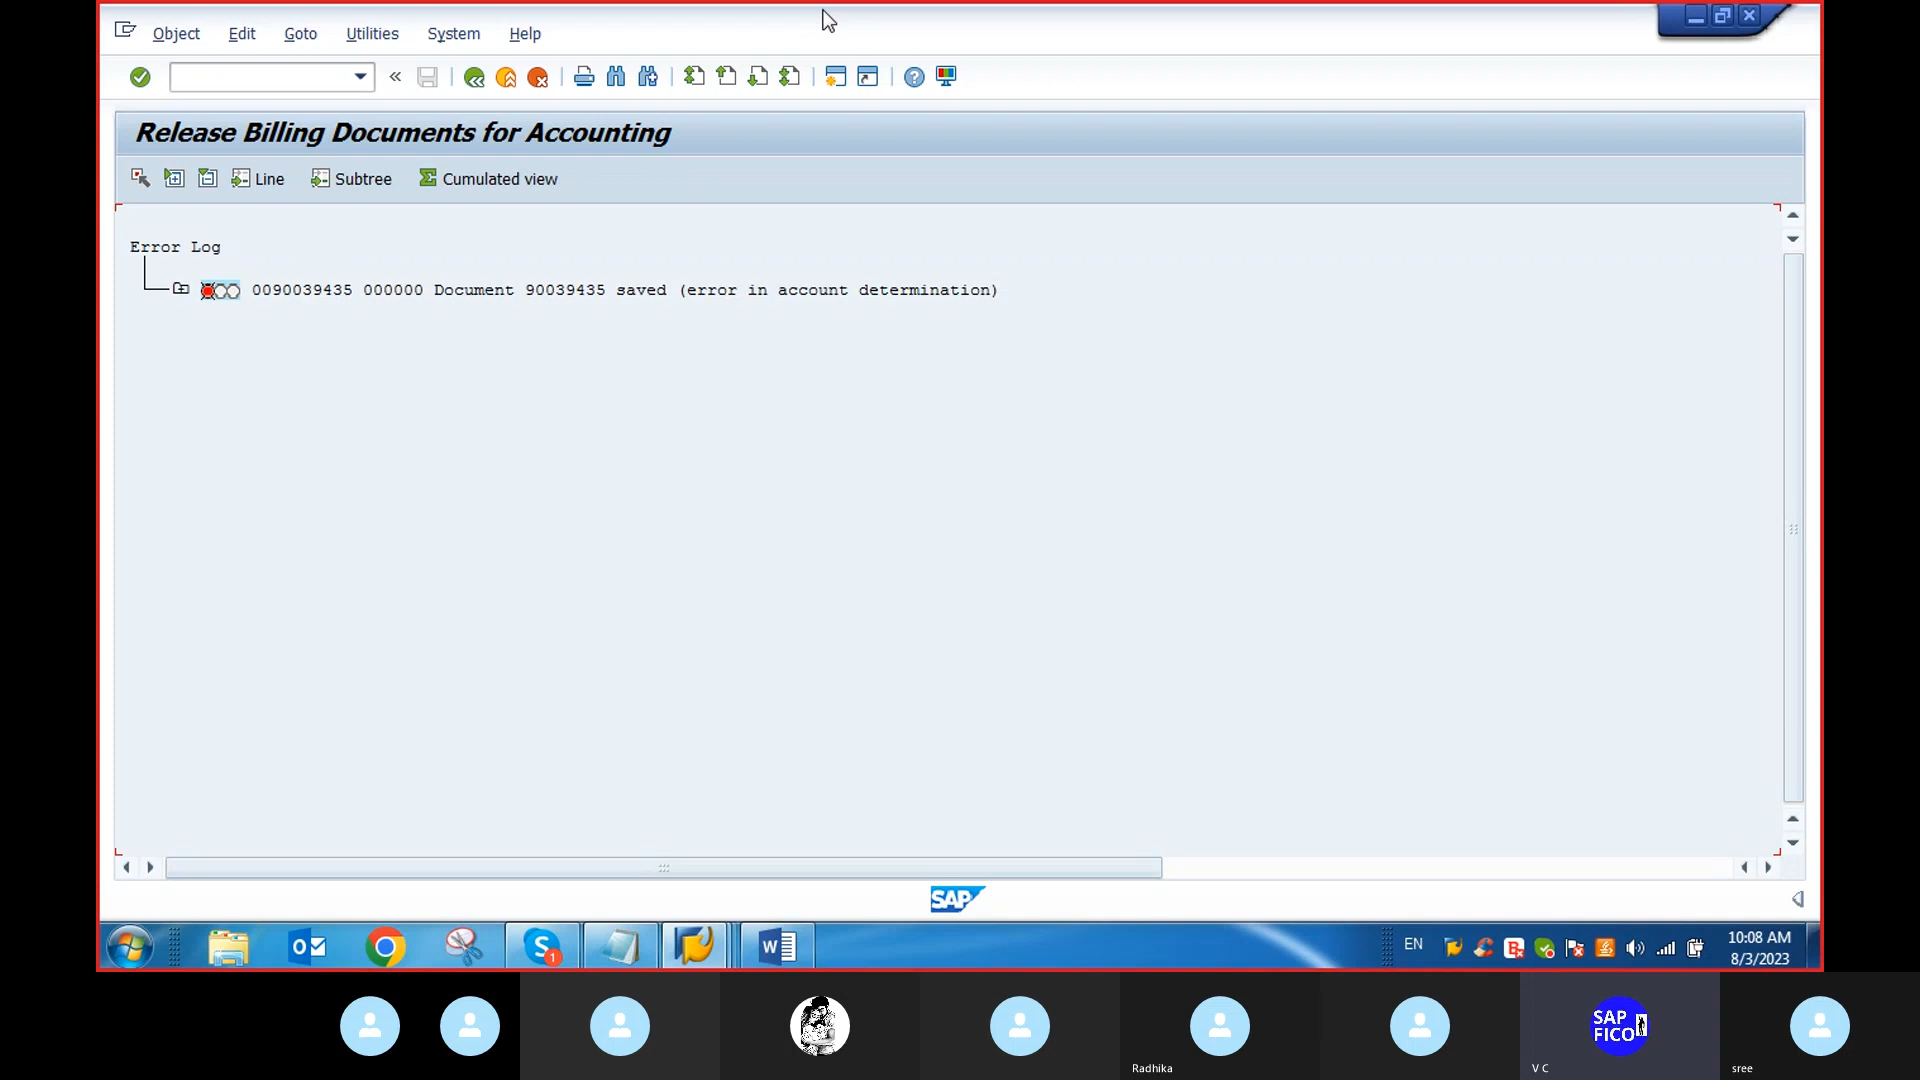 Object Edit Goto Utilities System Help
Release Billing Documents for Accounting
Line Subtree Cumulated view
Error Log
0090039435 000000 Document 90039435 saved (error in account determination)
SAP
EN
10:08 AM
8/3/2023
SAP
FICO
Radhika
V C
sree